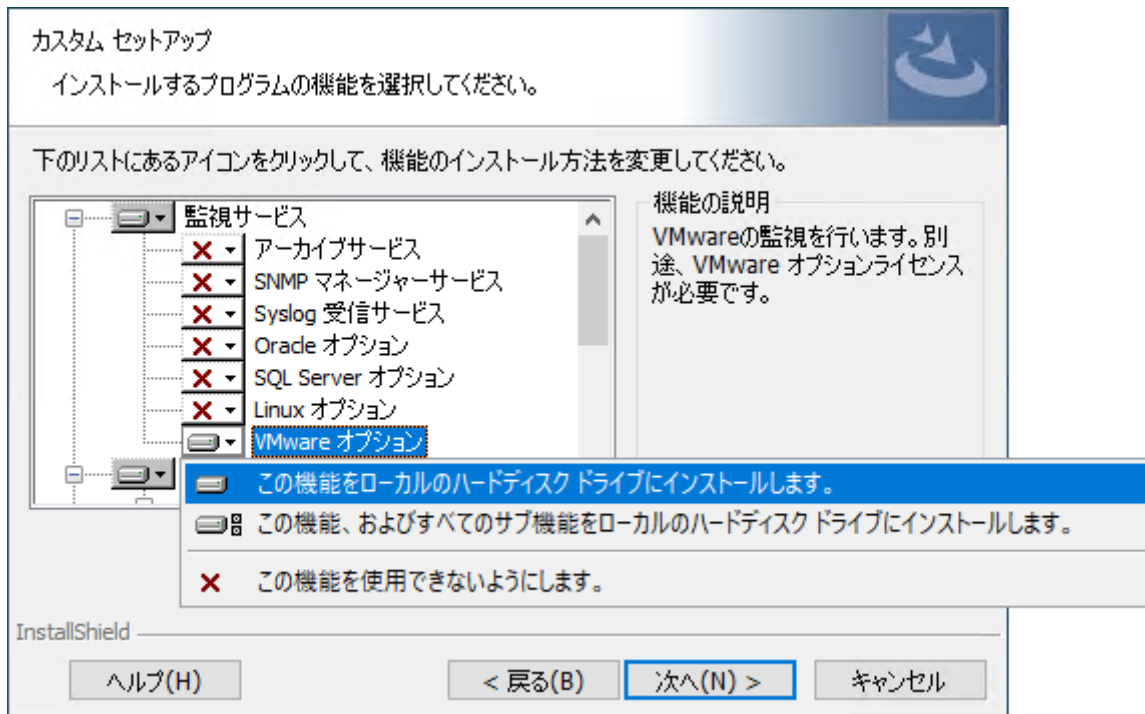 カスタム セットアップ
インストールするプログラムの機能を選択してください。
下のリストにあるアイコンをクリックして、機能のインストール方法を変更してください。
監視サービス
アーカイブサービス
SNMP マネージャーサービス
Syslog 受信サービス
Oracle オプション
SQL Server オプション
Linux オプション
VMware オプション
機能の説明
VMwareの監視を行います。別
途、VMware オプションライセンス
が必要です。
この機能をローカルのハードディスク ドライブにインストールします。
この機能、およびすべてのサブ機能をローカルのハードディスク ドライブにインストールします。
この機能を使用できないようにします。
InstallShield
ヘルプ(H)
< 戻る(B)
次へ(N) >
キャンセル